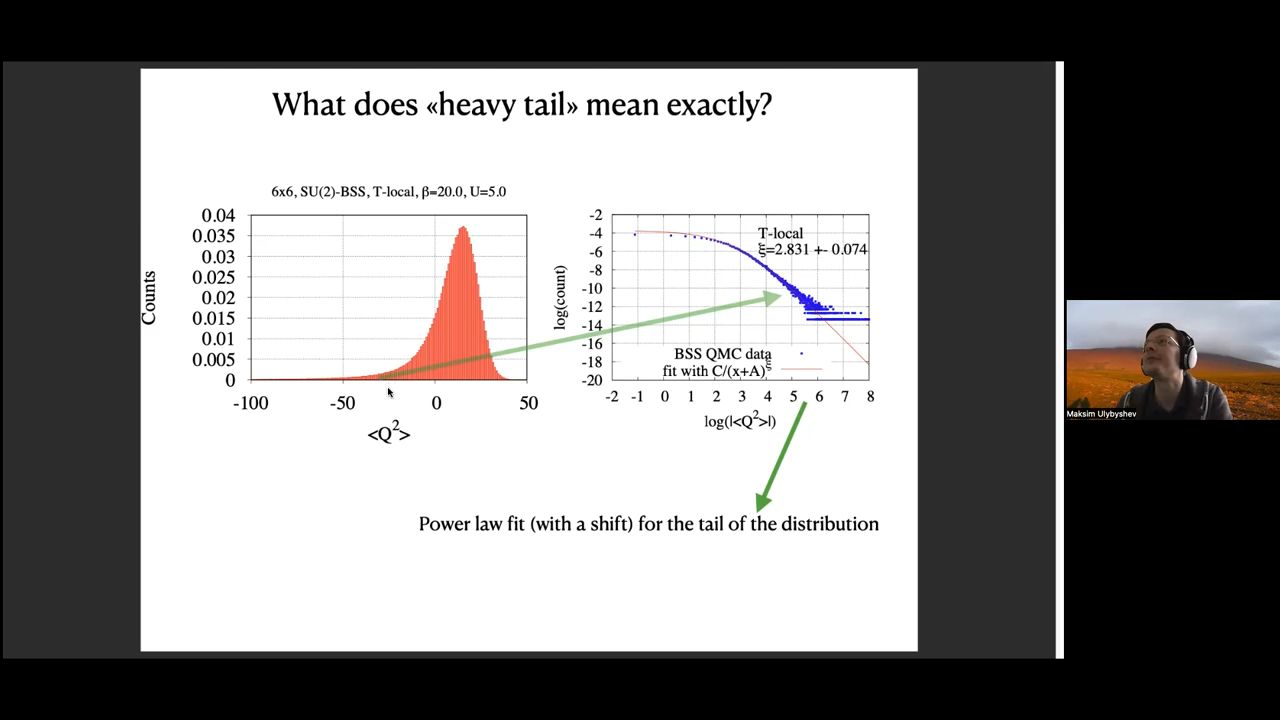 What does «heavy tail» mean exactly?
6x6, SU(2)-BSS, T-local, β=20.0, U=5.0
0.04
0.035
0.03
0.025
0.02
0.015
0.01
0.005
0
Counts
-100
-50
0
50
<Q²>
-2
-4
-6
-8
-10
-12
-14
-16
-18
-20
log(count)
T-local
ξ=2.831 +- 0.074
BSS QMC data
fit with C/(x+A)^ξ
-2
-1
0
1
2
3
4
5
6
7
8
log(|<Q²>|)
Power law fit (with a shift) for the tail of the distribution
Maksim Ulybyshev